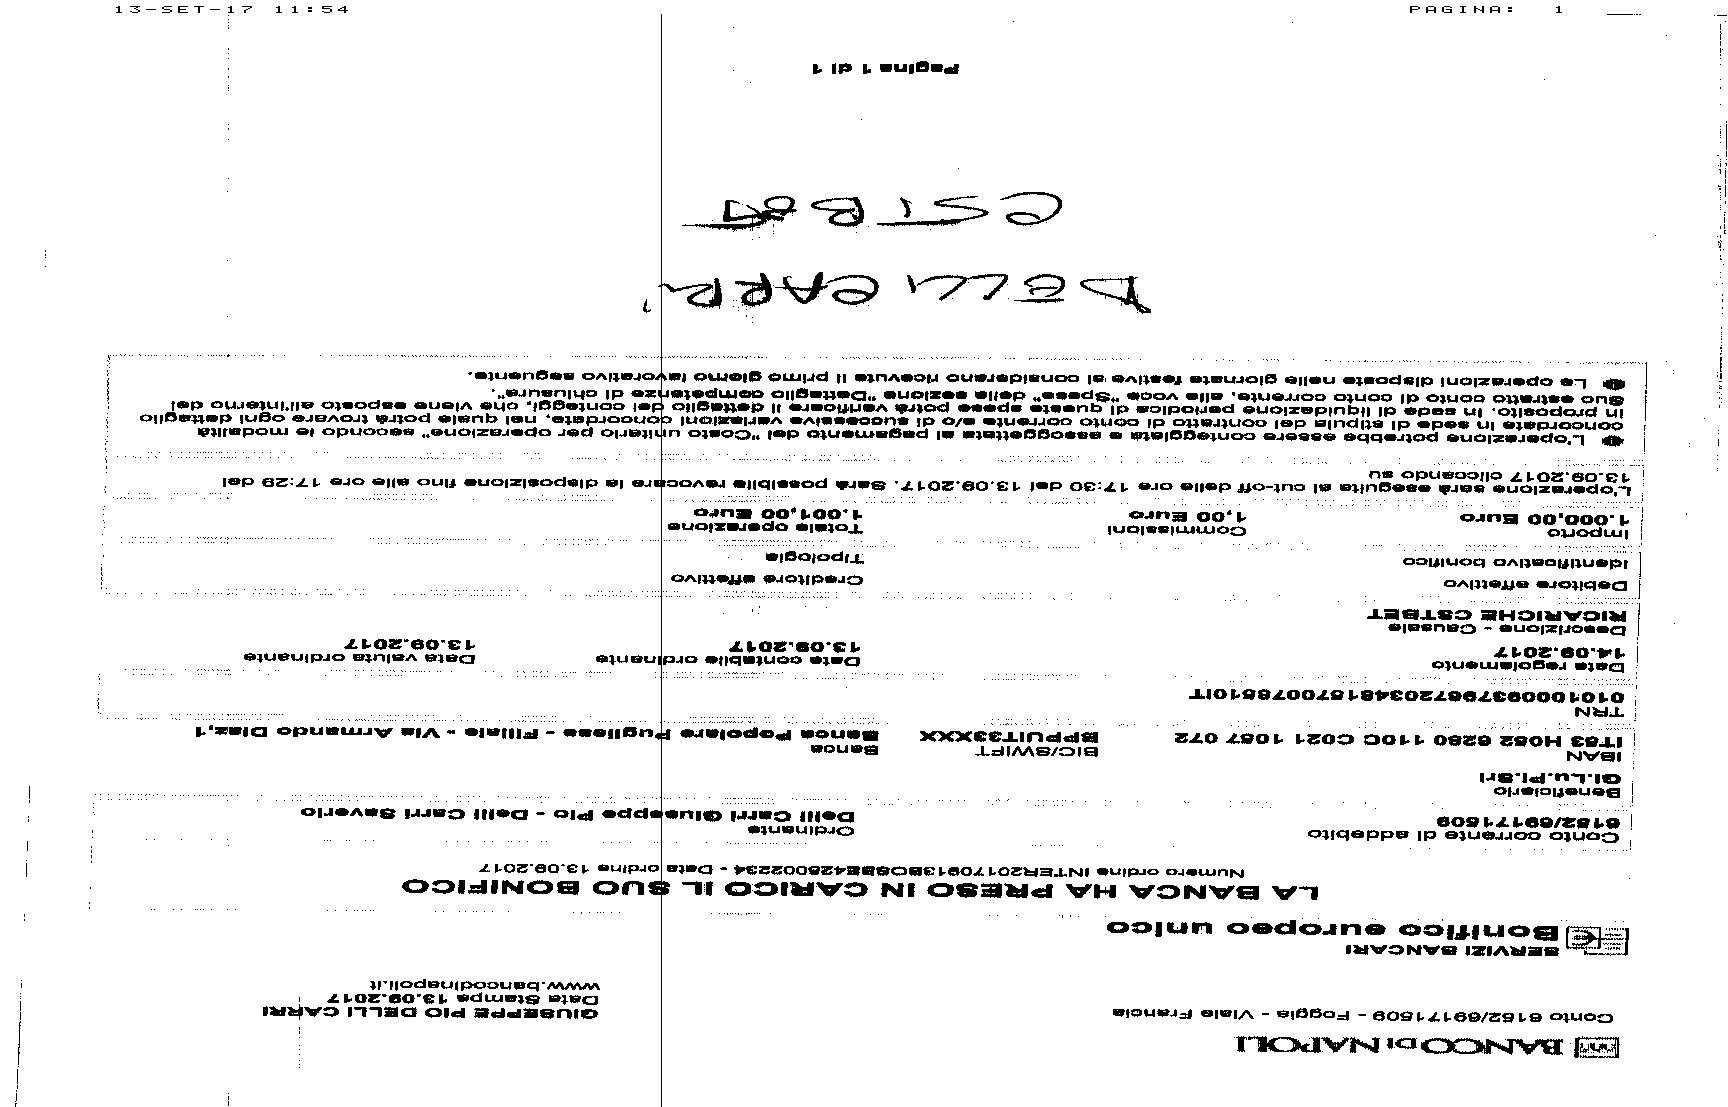 13-SET-17 11:54 PAGINA: 1
BANCO DI NAPOLI
Conto 6152/69171509 - Foggia - Viale Francia
GIUSEPPE PIO DELLI CARRI
Data Stampa 13.09.2017
www.bancodinapoli.it
SERVIZI BANCARI
Bonifico europeo unico
LA BANCA HA PRESO IN CARICO IL SUO BONIFICO
Numero ordine INTER20170913BOSBE425002234 - Data ordine 13.09.2017
Conto corrente di addebito Ordinante
6152/69171509 Delli Carri Giuseppe Pio - Delli Carri Saverio
Beneficiario
Gi.Lu.Pi.Srl
IBAN BIC/SWIFT Banca
IT53 H052 6280 110C C021 1057 072 BPPUIT33XXX Banca Popolare Pugliese - Filiale - Via Armando Diaz,1
TRN
0101000937957203481570078510IT
Data regolamento Data contabile ordinante Data valuta ordinante
14.09.2017 13.09.2017 13.09.2017
Descrizione - Causale
RICARICHE CSTBET
Debitore effettivo Creditore effettivo
Identificativo bonifico Tipologia
Importo Commissioni Totale operazione
1.000,00 Euro 1,00 Euro 1.001,00 Euro
L'operazione sarà eseguita al cut-off delle ore 17:30 del 13.09.2017. Sarà possibile revocare la disposizione fino alle ore 17:29 del
13.09.2017 cliccando su
L'operazione potrebbe essere conteggiata e assoggettata al pagamento del "Costo unitario per operazione" secondo le modalità
concordate in sede di stipula del contratto di conto corrente e/o di successive variazioni concordate, nel quale potrà trovare ogni dettaglio
in proposito. In sede di liquidazione periodica di queste spese potrà verificare il dettaglio dei conteggi, che viene esposto all'interno del
Suo estratto conto di conto corrente, alla voce "Spese" della sezione "Dettaglio competenze di chiusura".
Le operazioni disposte nelle giornate festive si considerano ricevute il primo giorno lavorativo seguente.
DELLI CARRI
CSTB
Pagina 1 di 1